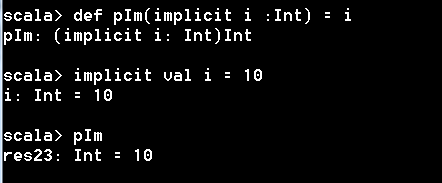 scala> def pIm(implicit i :Int) = i
pIm: (implicit i: Int)Int
scala> implicit val i = 10
i: Int = 10
scala> pIm
res23: Int = 10